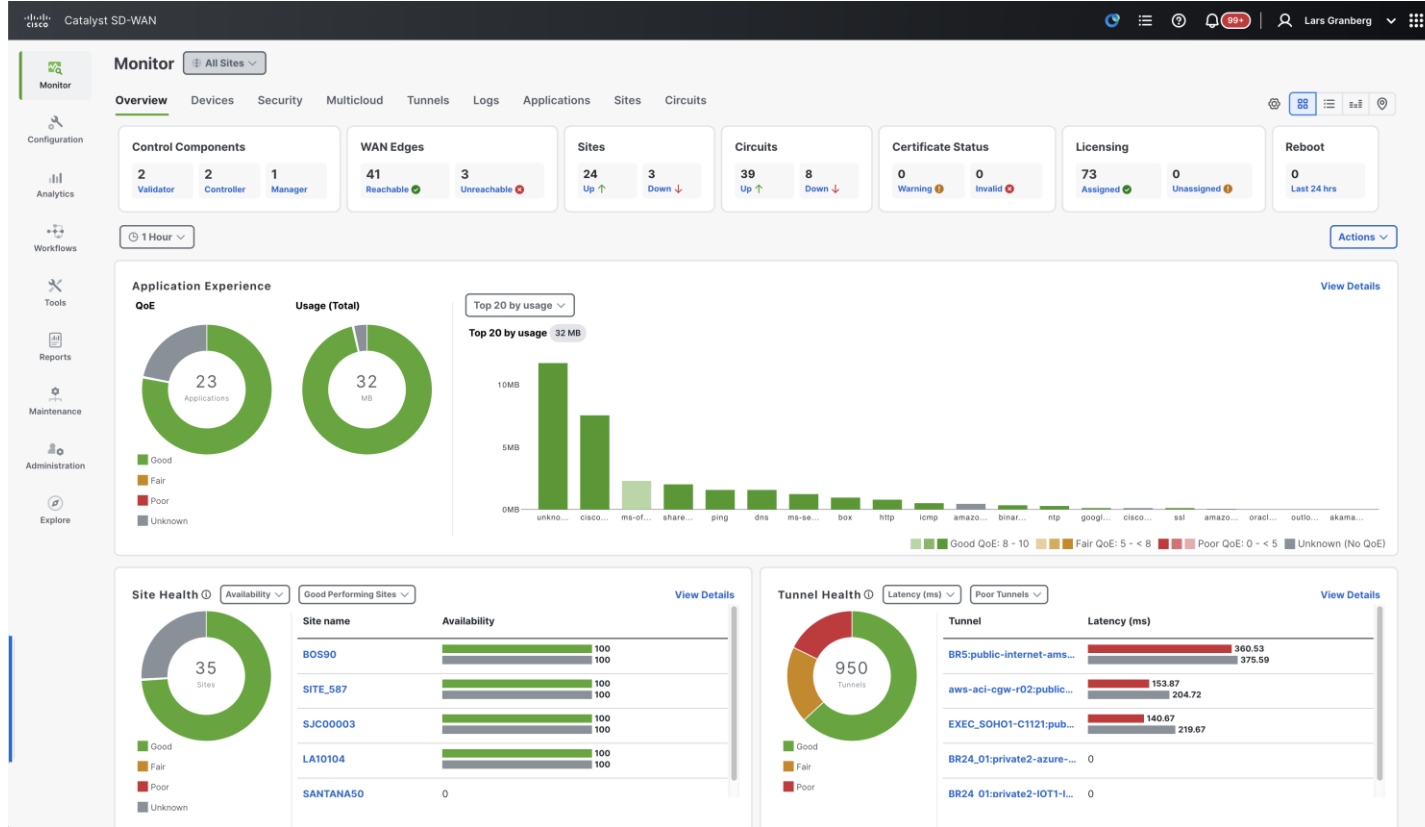 cisco Catalyst SD-WAN 99+ Lars Granberg
Monitor All Sites
Monitor
Overview Devices Security Multicloud Tunnels Logs Applications Sites Circuits
Configuration
Analytics
Workflows
Tools
Reports
Maintenance
Administration
Explore
Control Components
2 2 1
Validator Controller Manager
WAN Edges
41 3
Reachable Unreachable
Sites
24 3
Up Down
Circuits
39 8
Up Down
Certificate Status
0 0
Warning Invalid
Licensing
73 0
Assigned Unassigned
Reboot
0
Last 24 hrs
1 Hour Actions
Application Experience View Details
QoE Usage (Total)
23
Applications
32
MB
Good
Fair
Poor
Unknown
Top 20 by usage
Top 20 by usage 32 MB
10MB
5MB
0MB
unkno... cisco... ms-of... share... ping dns ms-se... box http icmp amazo... binar... ntp googl... cisco... ssl amazo... oracl... outlo... akama...
Good QoE: 8 - 10 Fair QoE: 5 - < 8 Poor QoE: 0 - < 5 Unknown (No QoE)
Site Health Availability Good Performing Sites View Details
35
Sites
Good
Fair
Poor
Unknown
Site name Availability
BOS90 100
100
SITE_587 100
100
SJC00003 100
100
LA10104 100
100
SANTANA50 0
Tunnel Health Latency (ms) Poor Tunnels View Details
950
Tunnels
Good
Fair
Poor
Tunnel Latency (ms)
BR5:public-internet-ams... 360.53
375.59
aws-aci-cgw-r02:public... 153.87
204.72
EXEC_SOHO1-C1121:pub... 140.67
219.67
BR24_01:private2-azure-... 0
BR24_01:private2-IOT1-I... 0